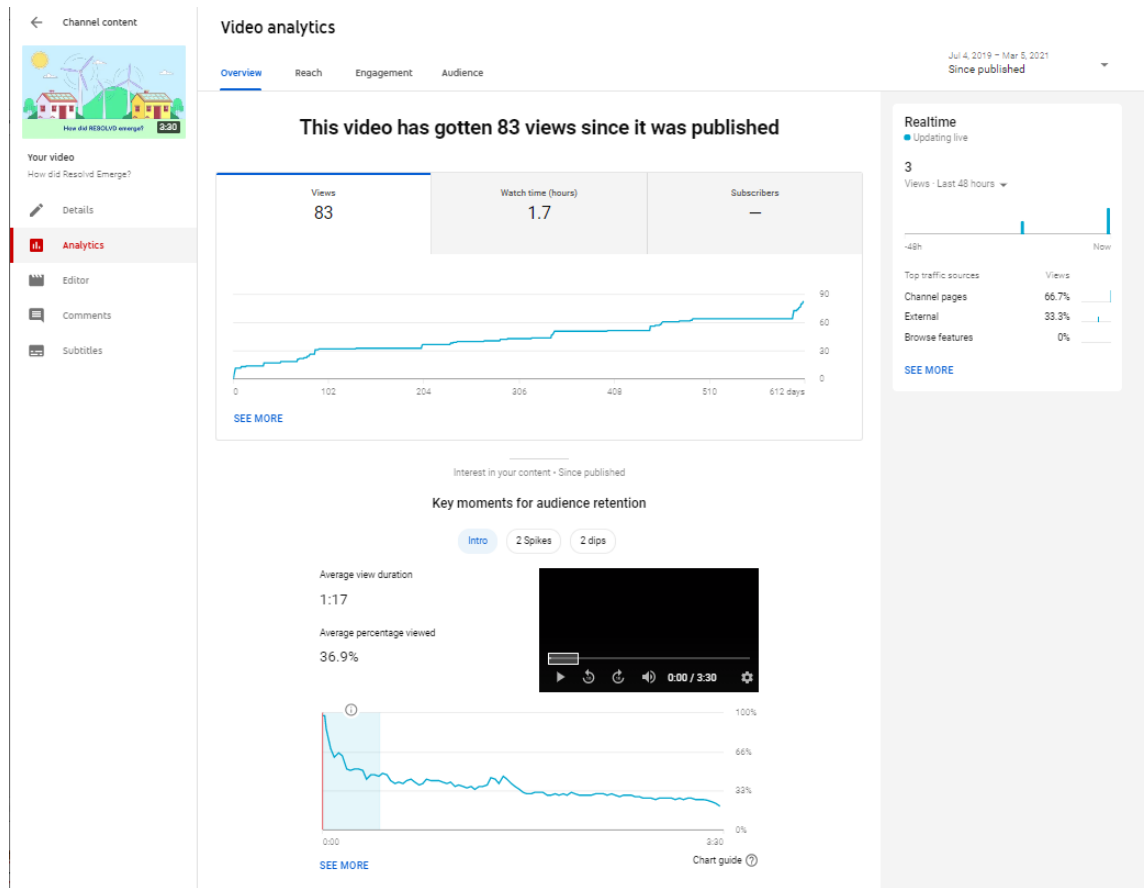 Channel content
How did RESOLVD emerge?
3:30
Your video
How did Resolvd Emerge?
Details
Analytics
Editor
Comments
Subtitles
Video analytics
Overview Reach Engagement Audience
Jul 4, 2019 – Mar 5, 2021
Since published
This video has gotten 83 views since it was published
Views
83
Watch time (hours)
1.7
Subscribers
—
90
60
30
0
0 102 204 306 408 510 612 days
SEE MORE
Interest in your content · Since published
Key moments for audience retention
Intro 2 Spikes 2 dips
Average view duration
1:17
Average percentage viewed
36.9%
0:00 / 3:30
100%
66%
33%
0%
0:00 3:30
SEE MORE
Chart guide
Realtime
Updating live
3
Views · Last 48 hours
-48h Now
Top traffic sources Views
Channel pages 66.7%
External 33.3%
Browse features 0%
SEE MORE